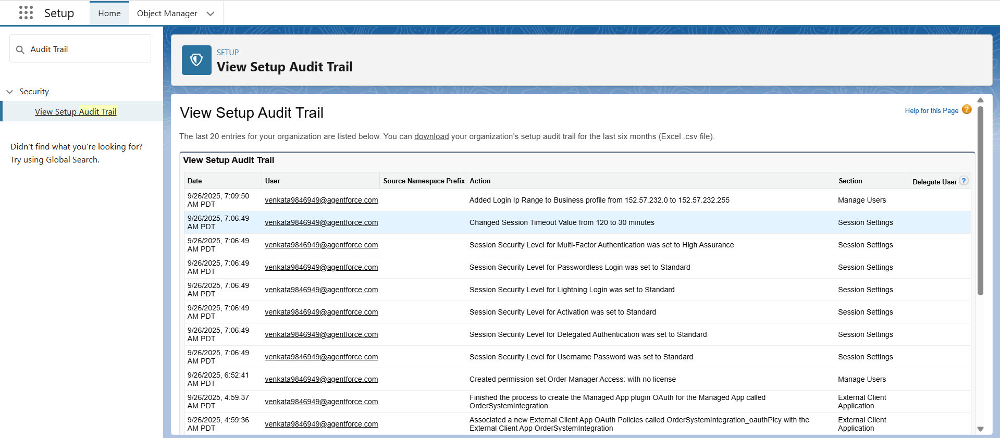 Setup
Home
Object Manager
Audit Trail
Security
View Setup Audit Trail
Didn't find what you're looking for?
Try using Global Search.
SETUP
View Setup Audit Trail
View Setup Audit Trail
Help for this Page ?
The last 20 entries for your organization are listed below. You can download your organization's setup audit trail for the last six months (Excel .csv file).
View Setup Audit Trail
Date User Source Namespace Prefix Action Section Delegate User ?
9/26/2025, 7:09:50 AM PDT venkata9846949@agentforce.com Added Login Ip Range to Business profile from 152.57.232.0 to 152.57.232.255 Manage Users
9/26/2025, 7:06:49 AM PDT venkata9846949@agentforce.com Changed Session Timeout Value from 120 to 30 minutes Session Settings
9/26/2025, 7:06:49 AM PDT venkata9846949@agentforce.com Session Security Level for Multi-Factor Authentication was set to High Assurance Session Settings
9/26/2025, 7:06:49 AM PDT venkata9846949@agentforce.com Session Security Level for Passwordless Login was set to Standard Session Settings
9/26/2025, 7:06:49 AM PDT venkata9846949@agentforce.com Session Security Level for Lightning Login was set to Standard Session Settings
9/26/2025, 7:06:49 AM PDT venkata9846949@agentforce.com Session Security Level for Activation was set to Standard Session Settings
9/26/2025, 7:06:49 AM PDT venkata9846949@agentforce.com Session Security Level for Delegated Authentication was set to Standard Session Settings
9/26/2025, 7:06:49 AM PDT venkata9846949@agentforce.com Session Security Level for Username Password was set to Standard Session Settings
9/26/2025, 6:52:41 AM PDT venkata9846949@agentforce.com Created permission set Order Manager Access: with no license Manage Users
9/26/2025, 4:59:37 AM PDT venkata9846949@agentforce.com Finished the process to create the Managed App plugin OAuth for the Managed App called OrderSystemIntegration External Client Application
9/26/2025, 4:59:36 AM PDT venkata9846949@agentforce.com Associated a new External Client App OAuth Policies called OrderSystemIntegration_oauthPlcy with the External Client App OrderSystemIntegration External Client Application